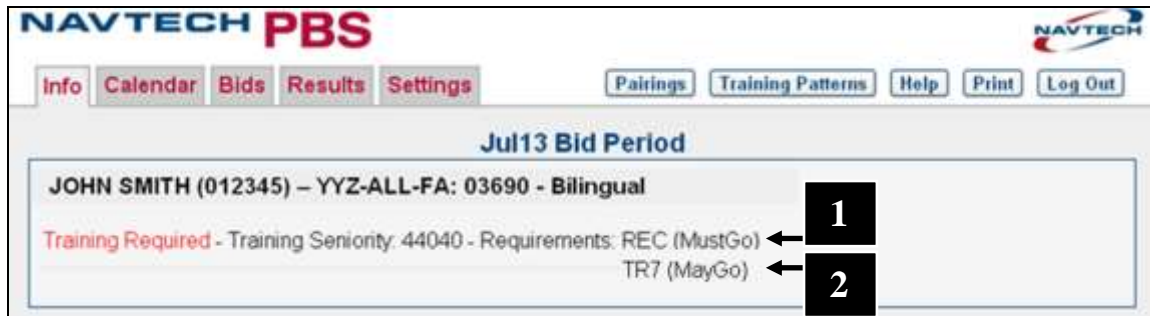 NAVTECH PBS
NAVTECH
Info Calendar Bids Results Settings Pairings Training Patterns Help Print Log Out
Jul13 Bid Period
JOHN SMITH (012345) – YYZ-ALL-FA: 03690 - Bilingual
1
Training Required - Training Seniority: 44040 - Requirements: REC (MustGo)
TR7 (MayGo)
2